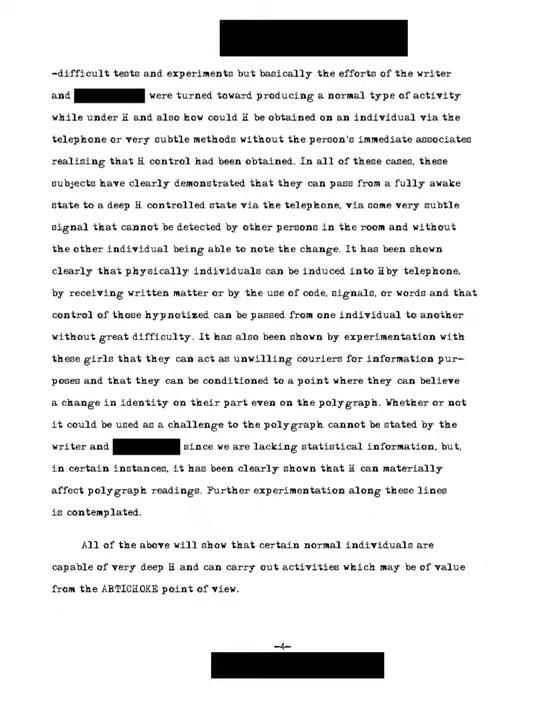 -difficult tests and experiments but basically the efforts of the writer
and were turned toward producing a normal type of activity
while under H and also how could H be obtained on an individual via the
telephone or very subtle methods without the person's immediate associates
realising that H control had been obtained. In all of these cases, these
subjects have clearly demonstrated that they can pass from a fully awake
state to a deep H controlled state via the telephone, via some very subtle
signal that cannot be detected by other persons in the room and without
the other individual being able to note the change. It has been shown
clearly that physically individuals can be induced into H by telephone,
by receiving written matter or by the use of code, signals, or words and that
control of those hypnotized can be passed from one individual to another
without great difficulty. It has also been shown by experimentation with
these girls that they can act as unwilling couriers for information pur-
poses and that they can be conditioned to a point where they can believe
a change in identity on their part even on the polygraph. Whether or not
it could be used as a challenge to the polygraph cannot be stated by the
writer and since we are lacking statistical information, but,
in certain instances, it has been clearly shown that H can materially
affect polygraph readings. Further experimentation along these lines
is contemplated.
All of the above will show that certain normal individuals are
capable of very deep H and can carry out activities which may be of value
from the ARTICHOKE point of view.
-4-